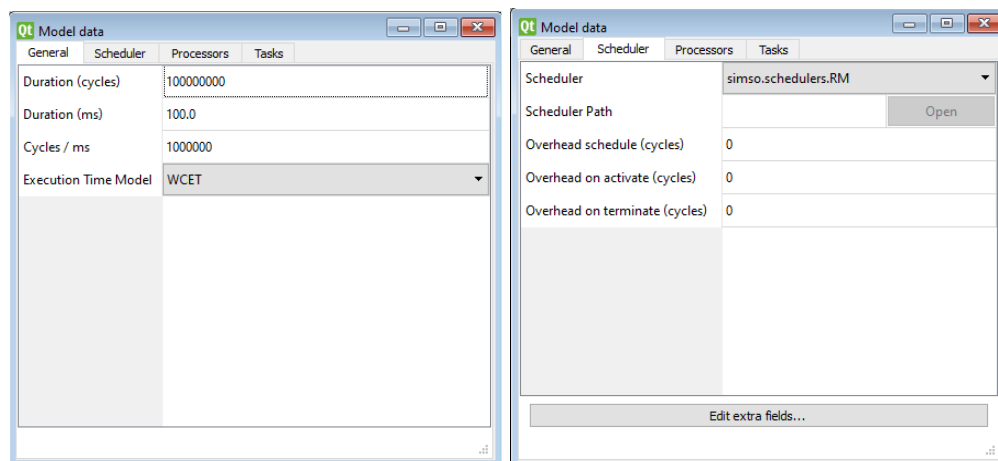 Qt Model data
General Scheduler Processors Tasks
Duration (cycles) 100000000
Duration (ms) 100.0
Cycles / ms 1000000
Execution Time Model WCET
Qt Model data
General Scheduler Processors Tasks
Scheduler simso.schedulers.RM
Scheduler Path Open
Overhead schedule (cycles) 0
Overhead on activate (cycles) 0
Overhead on terminate (cycles) 0
Edit extra fields...